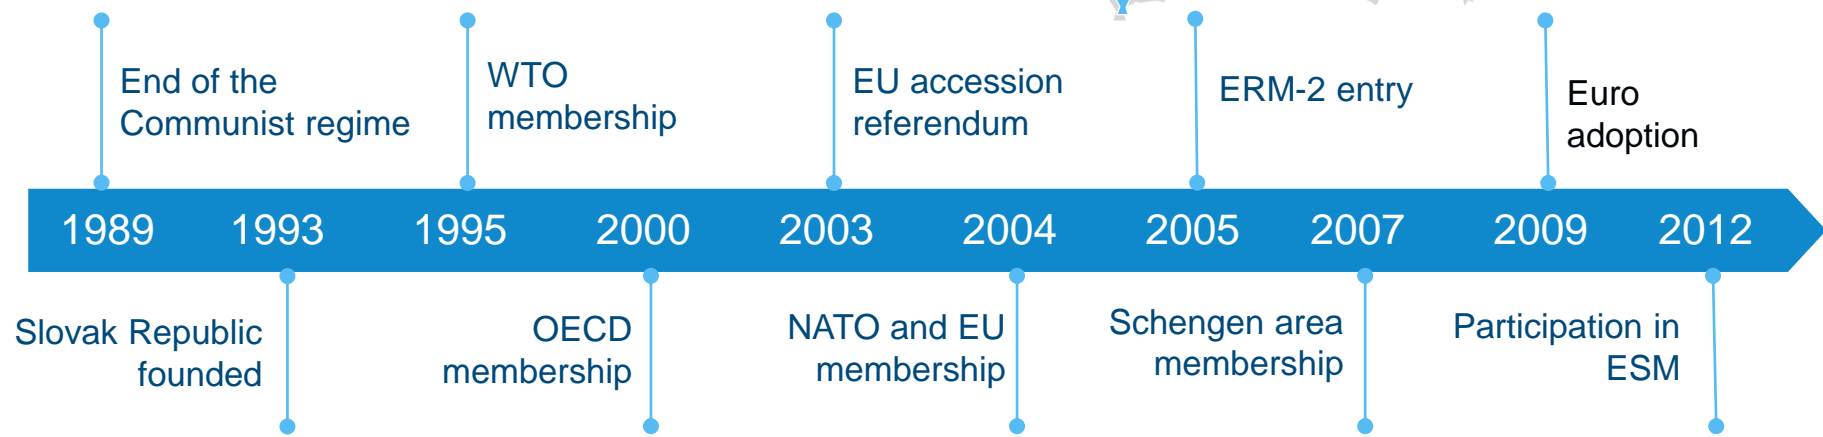 End of the
Communist regime
WTO
membership
EU accession
referendum
ERM-2 entry
Euro
adoption
1989 1993 1995 2000 2003 2004 2005 2007 2009 2012
Slovak Republic
founded
OECD
membership
NATO and EU
membership
Schengen area
membership
Participation in
ESM